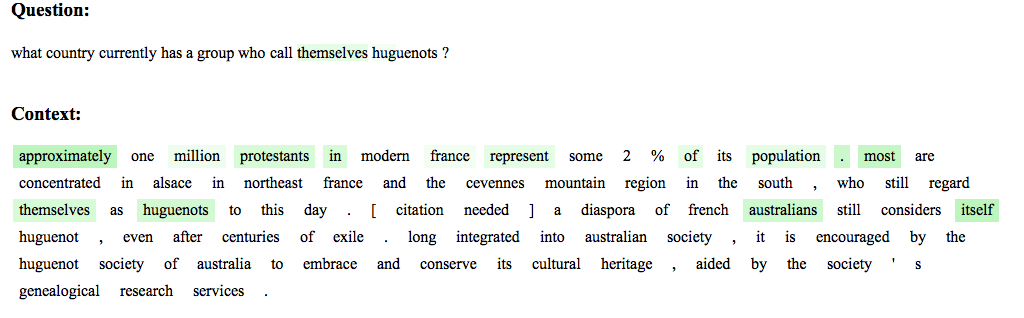 Question:
what country currently has a group who call themselves huguenots ?
Context:
approximately one million protestants in modern france represent some 2 % of its population . most are
concentrated in alsace in northeast france and the cevennes mountain region in the south , who still regard
themselves as huguenots to this day . [ citation needed ] a diaspora of french australians still considers itself
huguenot , even after centuries of exile . long integrated into australian society , it is encouraged by the
huguenot society of australia to embrace and conserve its cultural heritage , aided by the society ' s
genealogical research services .